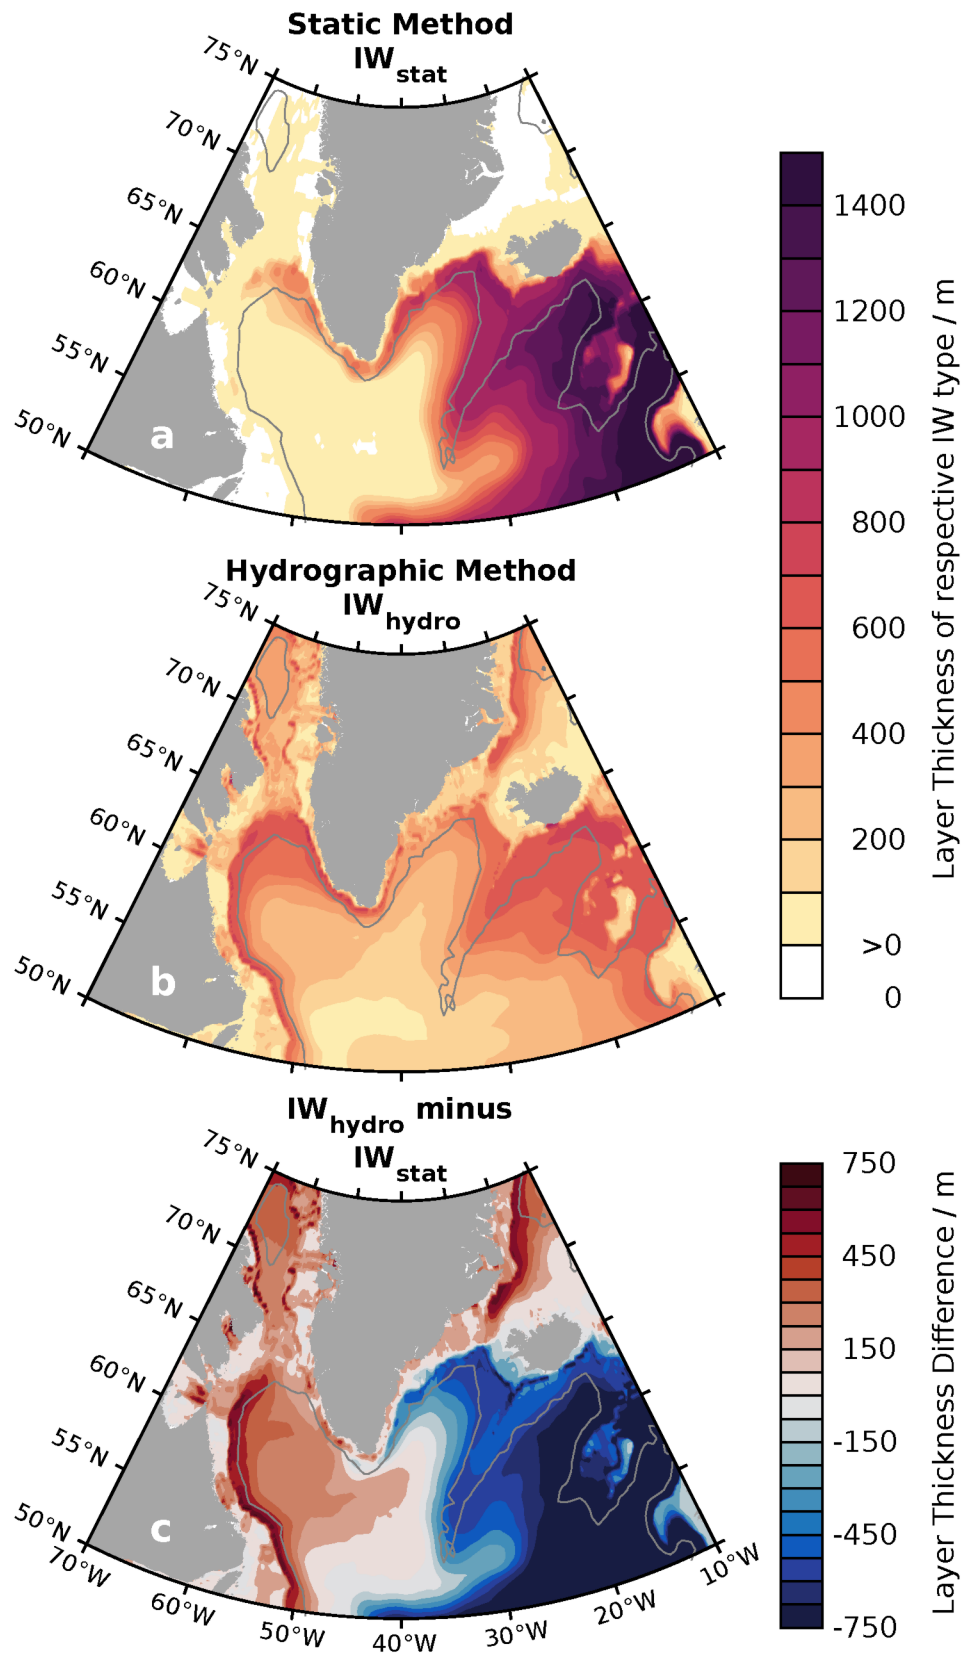 Static Method
IWstat
75°N
70°N
65°N
60°N
55°N
50°N
a
Hydrographic Method
IWhydro
75°N
70°N
65°N
60°N
55°N
50°N
b
1400
1200
1000
800
600
400
200
>0
0
Layer Thickness of respective IW type / m
IWhydro minus
IWstat
75°N
70°N
65°N
60°N
55°N
50°N
c
70°W
60°W
50°W
40°W
30°W
20°W
10°W
750
450
150
-150
-450
-750
Layer Thickness Difference / m